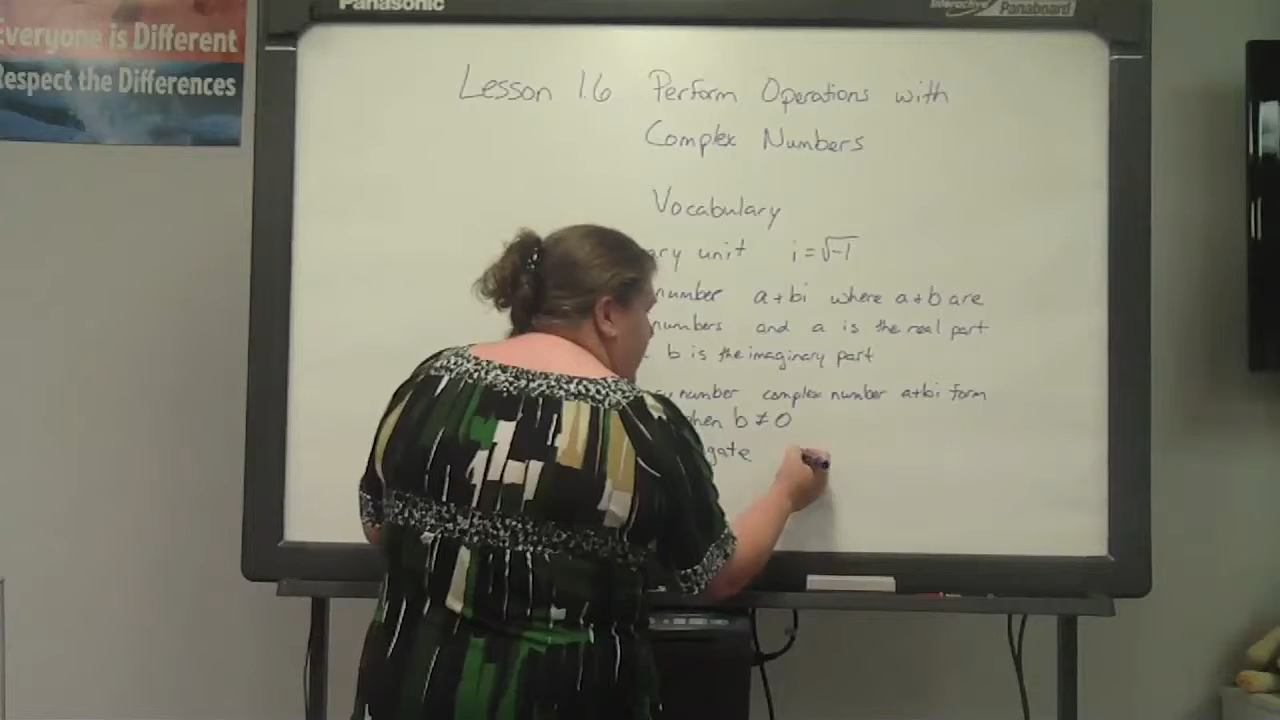 Panasonic
Interactive Panaboard
Everyone is Different
Respect the Differences
Lesson 1.6 Perform Operations with
Complex Numbers
Vocabulary
ary unit i = √-1
number a + bi where a + b are
numbers and a is the real part
b is the imaginary part
number complex number a+bi form
when b ≠ 0
gate